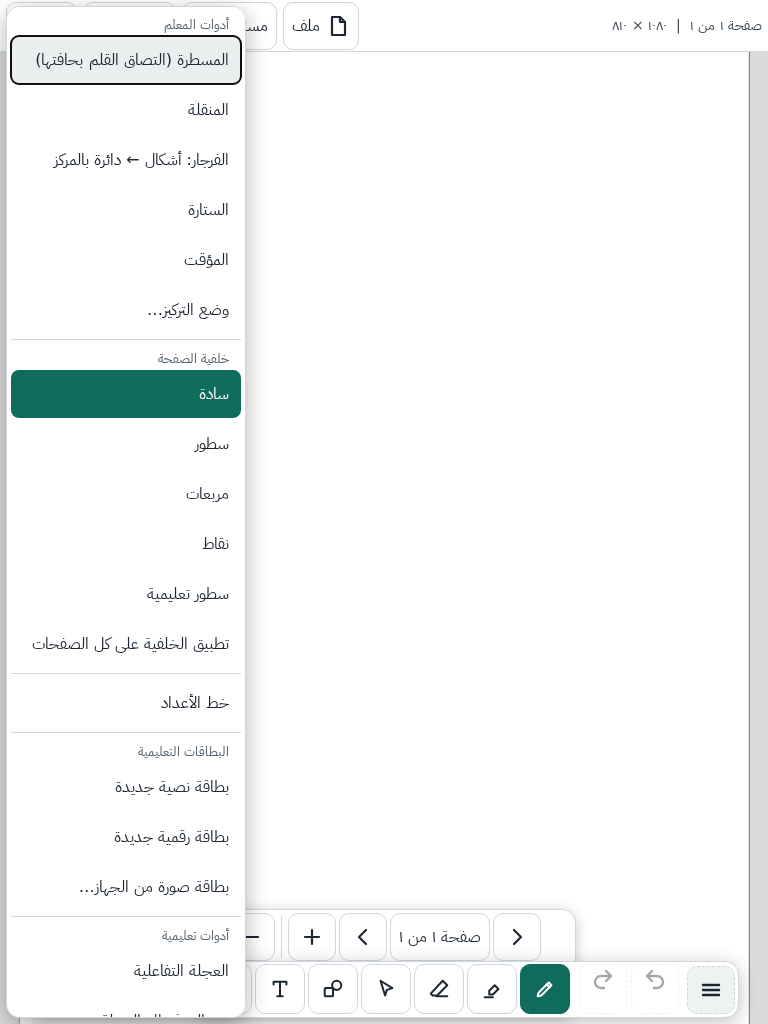 صفحة ١ من ١ | ١٠٨٠ × ٨١٠
ملف
أدوات المعلم
المسطرة (التصاق القلم بحافتها)
المنقلة
الفرجار: أشكال ← دائرة بالمركز
الستارة
المؤقت
وضع التركيز...
خلفية الصفحة
سادة
سطور
مربعات
نقاط
سطور تعليمية
تطبيق الخلفية على كل الصفحات
خط الأعداد
البطاقات التعليمية
بطاقة نصية جديدة
بطاقة رقمية جديدة
بطاقة صورة من الجهاز...
أدوات تعليمية
العجلة التفاعلية
صفحة ١ من ١
T